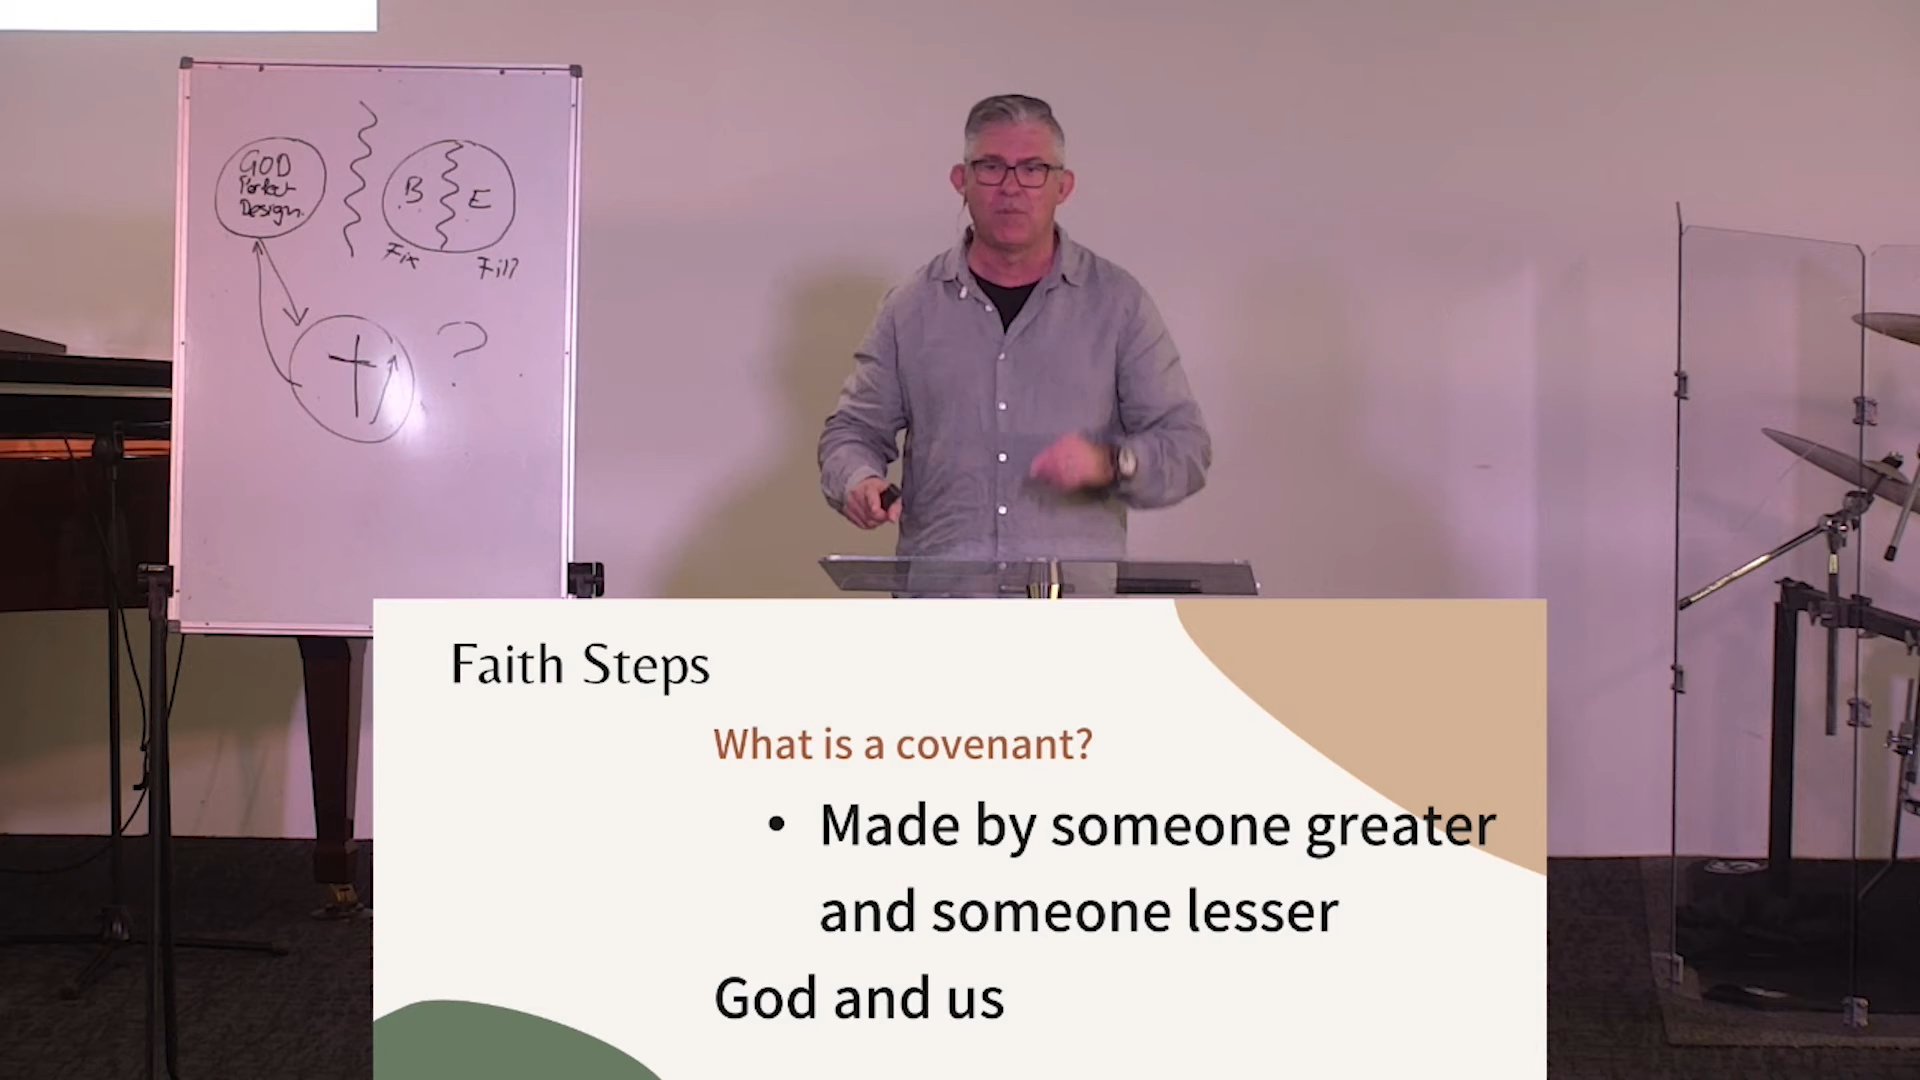 GOD
Perfect
Design.
B
E
Fix
Fill?
?
Faith Steps
What is a covenant?
• Made by someone greater
and someone lesser
God and us